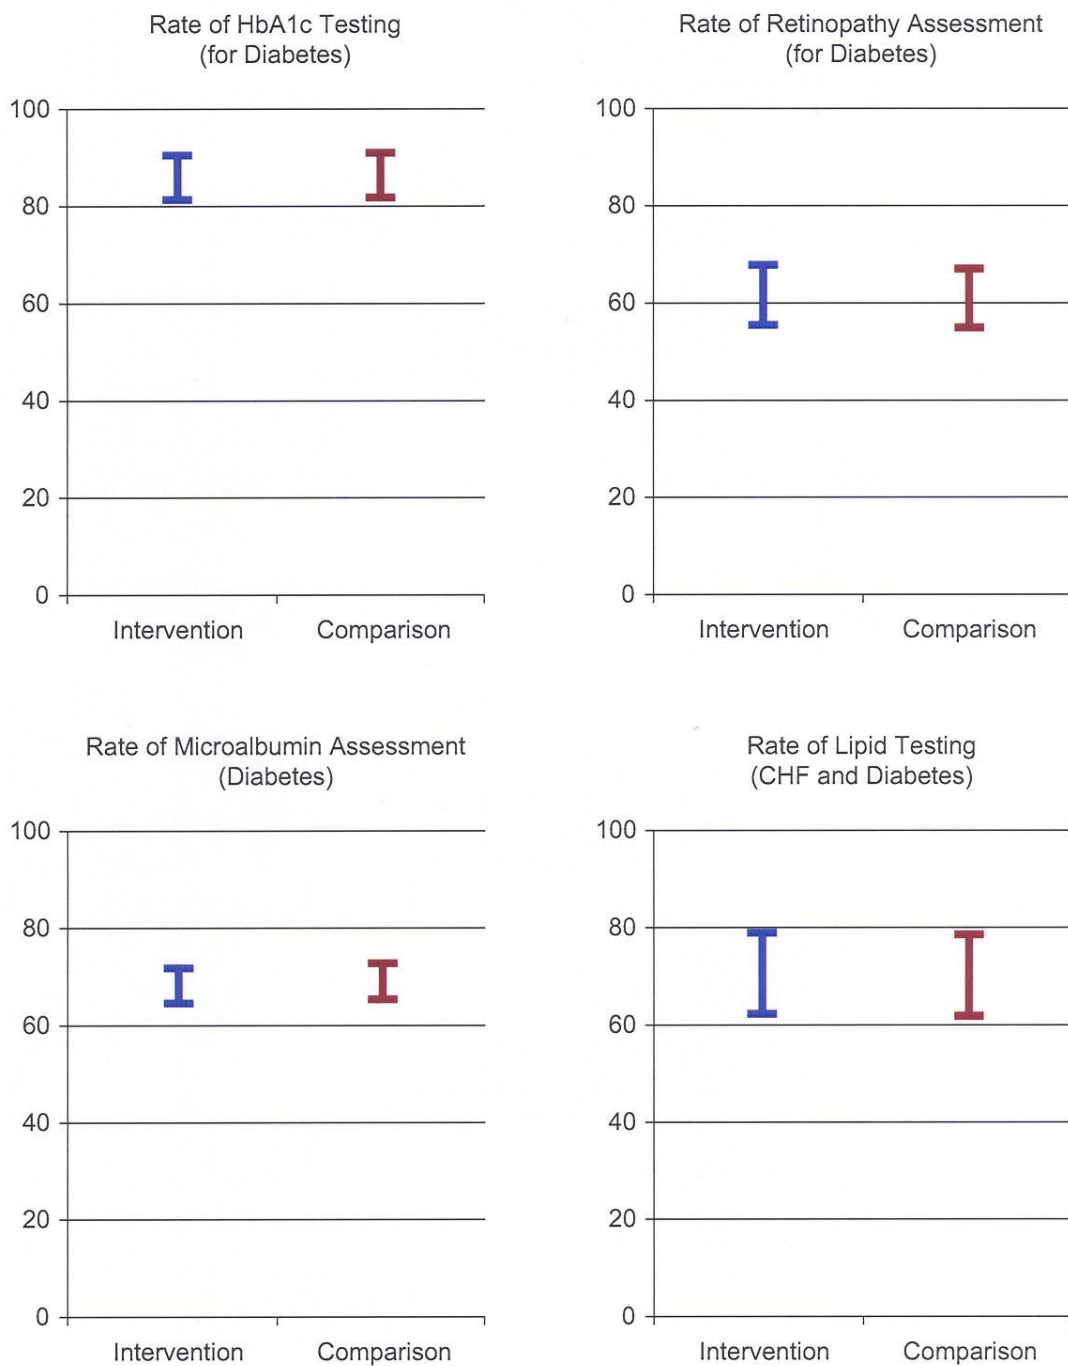 Rate of HbA1c Testing
(for Diabetes)
100
80
60
40
20
0
Intervention Comparison
Rate of Retinopathy Assessment
(for Diabetes)
100
80
60
40
20
0
Intervention Comparison
Rate of Microalbumin Assessment
(Diabetes)
100
80
60
40
20
0
Intervention Comparison
Rate of Lipid Testing
(CHF and Diabetes)
100
80
60
40
20
0
Intervention Comparison